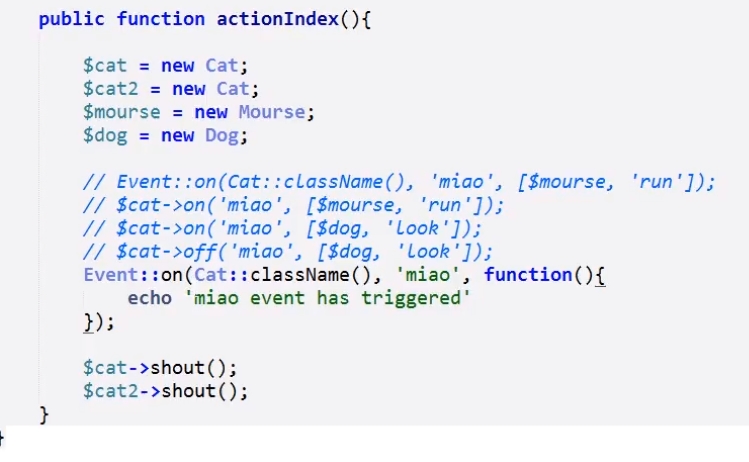 public function actionIndex(){
$cat = new Cat;
$cat2 = new Cat;
$mourse = new Mourse;
$dog = new Dog;
// Event::on(Cat::className(), 'miao', [$mourse, 'run']);
// $cat->on('miao', [$mourse, 'run']);
// $cat->on('miao', [$dog, 'look']);
// $cat->off('miao', [$dog, 'look']);
Event::on(Cat::className(), 'miao', function(){
echo 'miao event has triggered'
});
$cat->shout();
$cat2->shout();
}
}